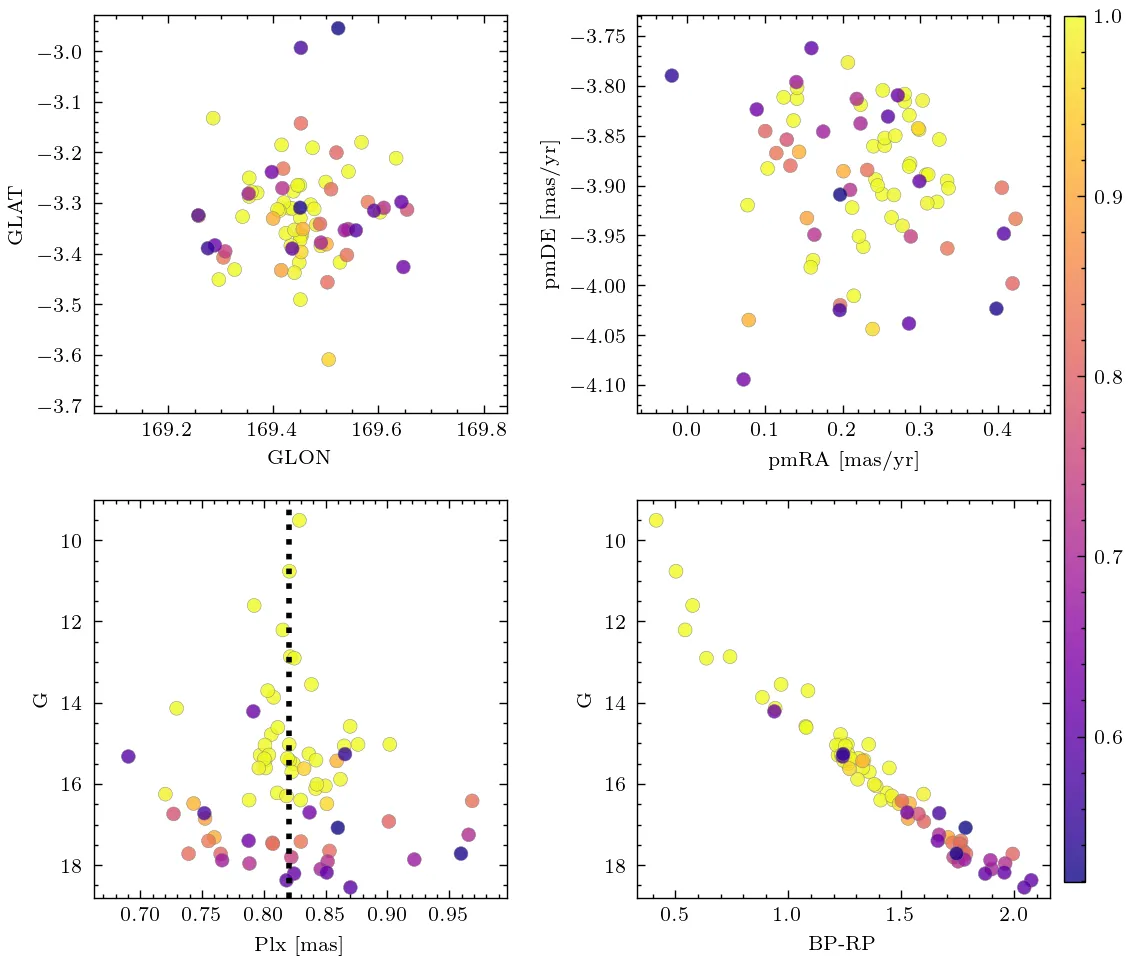 −3.0
−3.1
−3.2
−3.3
−3.4
−3.5
−3.6
−3.7
GLAT
169.2 169.4 169.6 169.8
GLON
−3.75
−3.80
−3.85
−3.90
−3.95
−4.00
−4.05
−4.10
pmDE [mas/yr]
0.0 0.1 0.2 0.3 0.4
pmRA [mas/yr]
1.0
0.9
0.8
0.7
0.6
10
12
14
16
18
G
0.70 0.75 0.80 0.85 0.90 0.95
Plx [mas]
10
12
14
16
18
G
0.5 1.0 1.5 2.0
BP-RP